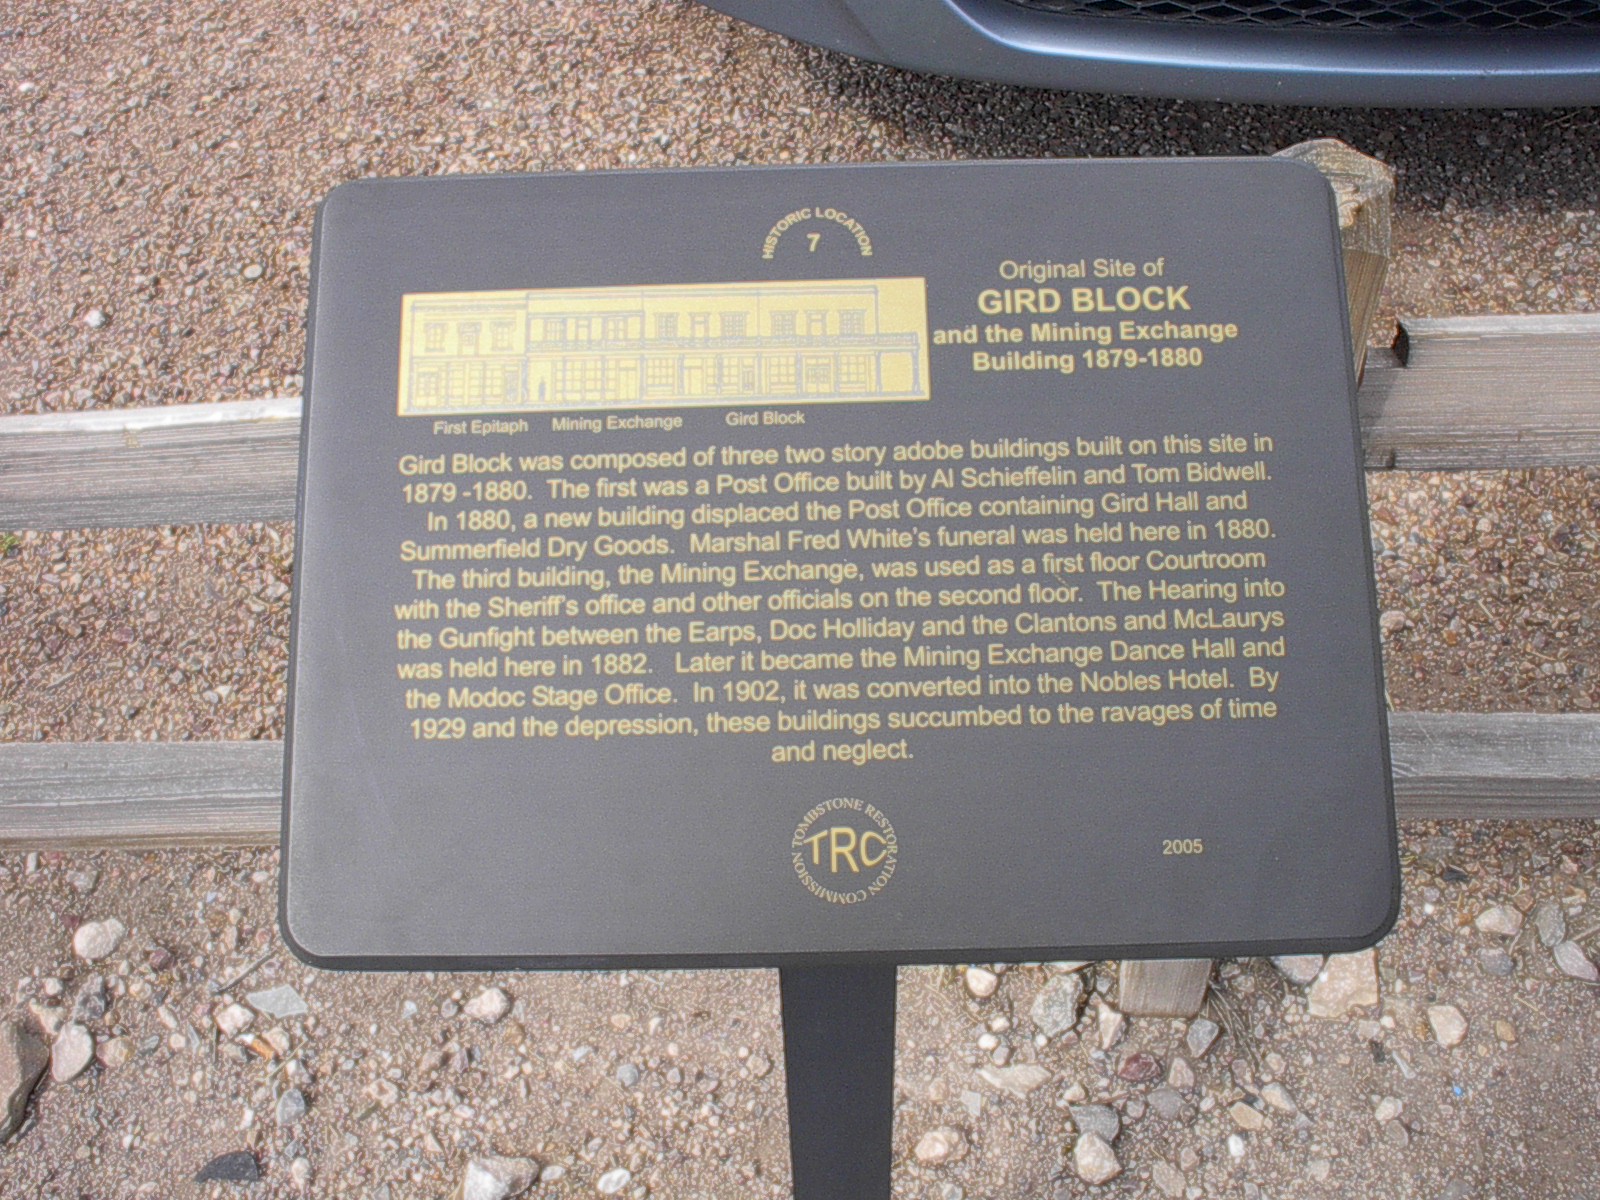 HISTORIC LOCATION
7
Original Site of
GIRD BLOCK
and the Mining Exchange
Building 1879-1880
First Epitaph Mining Exchange Gird Block
Gird Block was composed of three two story adobe buildings built on this site in
1879 -1880. The first was a Post Office built by Al Schieffelin and Tom Bidwell.
In 1880, a new building displaced the Post Office containing Gird Hall and
Summerfield Dry Goods. Marshal Fred White's funeral was held here in 1880.
The third building, the Mining Exchange, was used as a first floor Courtroom
with the Sheriff's office and other officials on the second floor. The Hearing into
the Gunfight between the Earps, Doc Holliday and the Clantons and McLaurys
was held here in 1882. Later it became the Mining Exchange Dance Hall and
the Modoc Stage Office. In 1902, it was converted into the Nobles Hotel. By
1929 and the depression, these buildings succumbed to the ravages of time
and neglect.
TOMBSTONE RESTORATION COMMISSION
TRC
2005